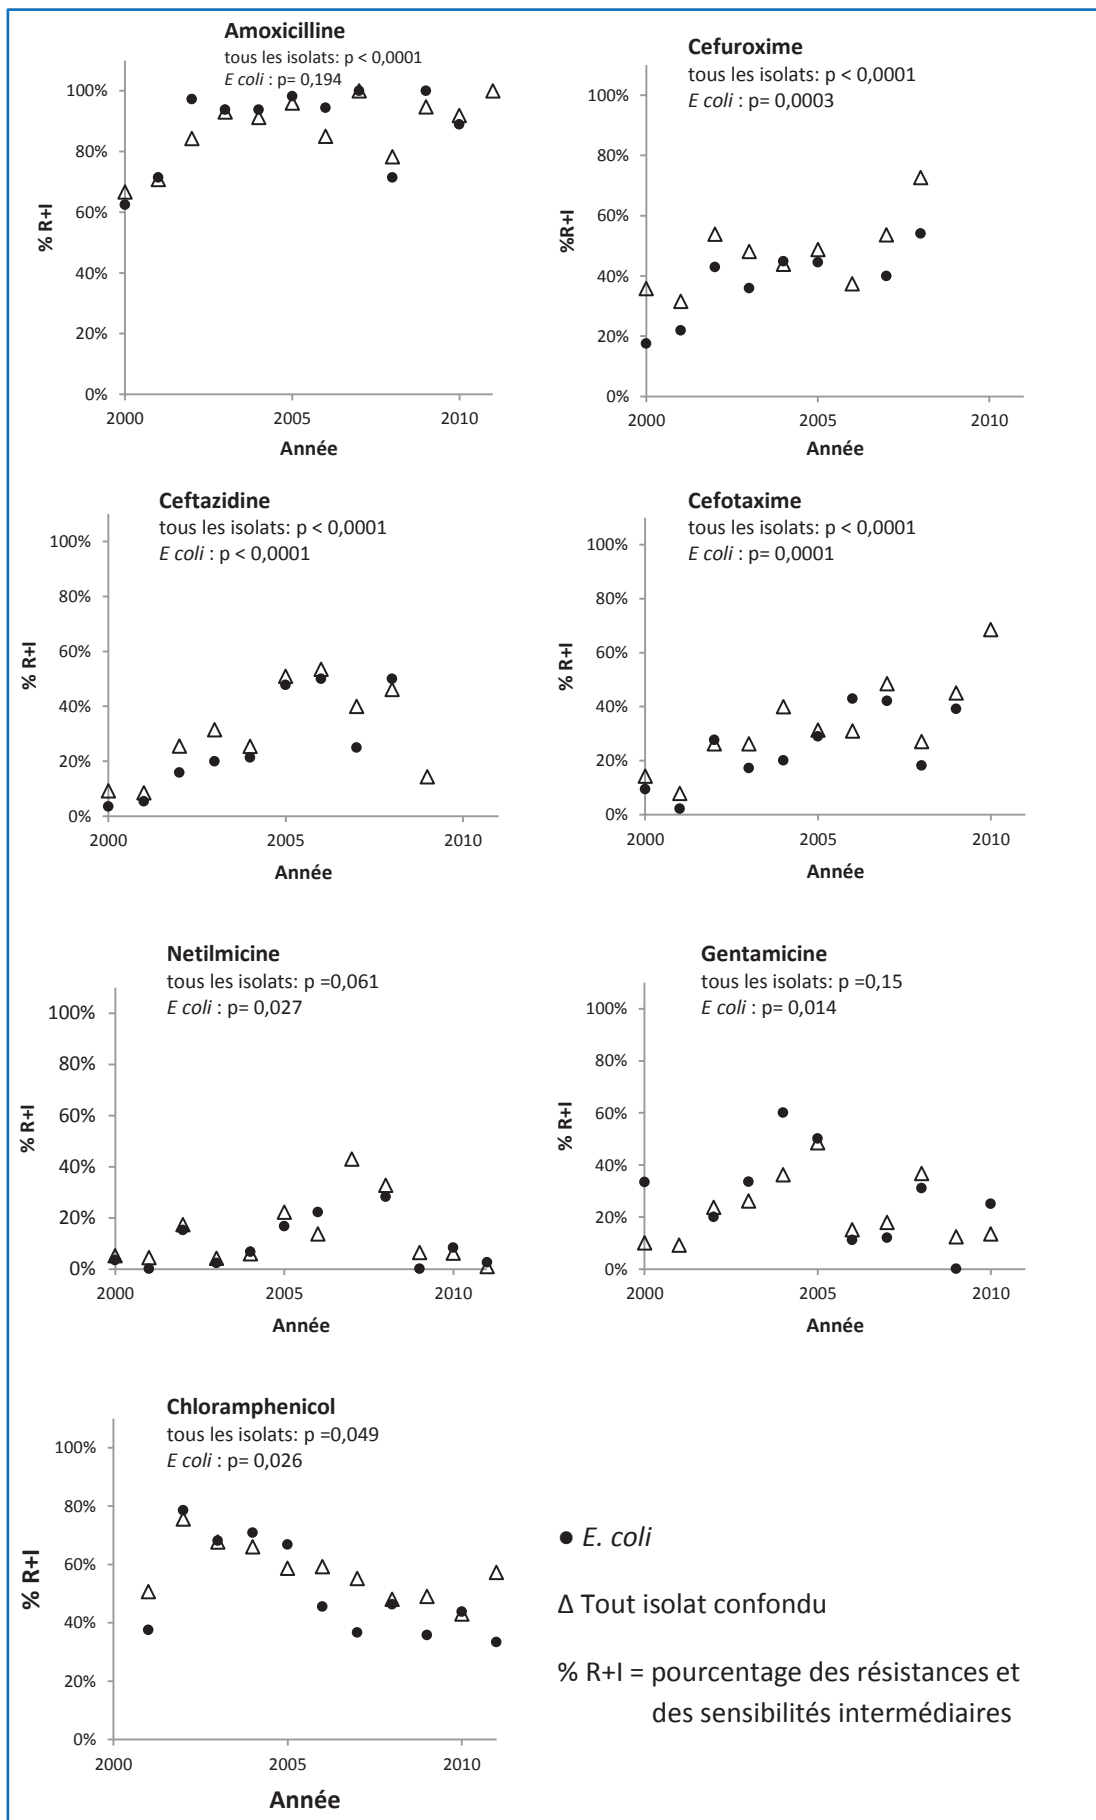 Amoxicilline
tous les isolats: p < 0,0001
E coli : p= 0,194
100%
80%
60%
40%
20%
0%
% R+I
2000
2005
2010
Année
Cefuroxime
tous les isolats: p < 0,0001
E coli : p= 0,0003
100%
80%
60%
40%
20%
0%
%R+I
2000
2005
2010
Année
Ceftazidine
tous les isolats: p < 0,0001
E coli : p < 0,0001
100%
80%
60%
40%
20%
0%
% R+I
2000
2005
2010
Année
Cefotaxime
tous les isolats: p < 0,0001
E coli : p= 0,0001
100%
80%
60%
40%
20%
0%
% R+I
2000
2005
2010
Année
Netilmicine
tous les isolats: p =0,061
E coli : p= 0,027
100%
80%
60%
40%
20%
0%
% R+I
2000
2005
2010
Année
Gentamicine
tous les isolats: p =0,15
E coli : p= 0,014
100%
80%
60%
40%
20%
0%
% R+I
2000
2005
2010
Année
Chloramphenicol
tous les isolats: p =0,049
E coli : p= 0,026
100%
80%
60%
40%
20%
0%
% R+I
2000
2005
2010
Année
● E. coli
Δ Tout isolat confondu
% R+I = pourcentage des résistances et
des sensibilités intermédiaires